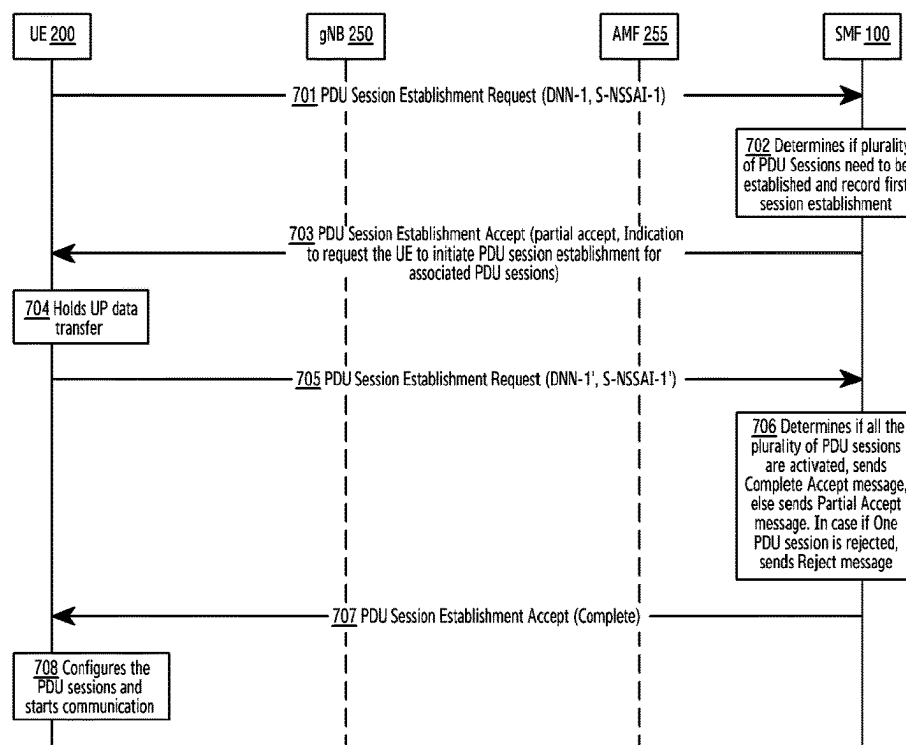 UE 200
gNB 250
AMF 255
SMF 100
701 PDU Session Establishment Request (DNN-1, S-NSSAI-1)
702 Determines if plurality
of PDU Sessions need to be
established and record first
session establishment
703 PDU Session Establishment Accept (partial accept, Indication
to request the UE to initiate PDU session establishment for
associated PDU sessions)
704 Holds UP data
transfer
705 PDU Session Establishment Request (DNN-1', S-NSSAI-1')
706 Determines if all the
plurality of PDU sessions
are activated, sends
Complete Accept message,
else sends Partial Accept
message. In case if One
PDU session is rejected,
sends Reject message
707 PDU Session Establishment Accept (Complete)
708 Configures the
PDU sessions and
starts communication